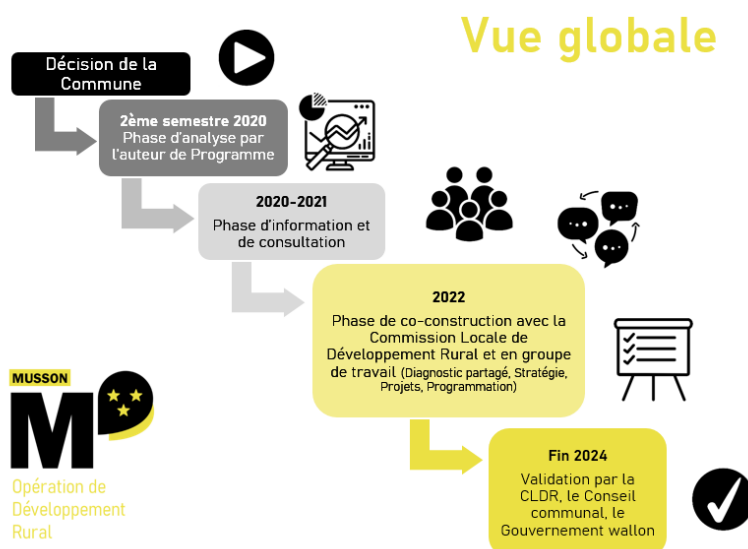 Vue globale
Décision de la
Commune
2ème semestre 2020
Phase d'analyse par
l'auteur de Programme
2020-2021
Phase d'information et
de consultation
2022
Phase de co-construction avec la
Commission Locale de
Développement Rural et en groupe
de travail (Diagnostic partagé, Stratégie,
Projets, Programmation)
Fin 2024
Validation par la
CLDR, le Conseil
communal, le
Gouvernement wallon
MUSSON
M
Opération de
Développement
Rural